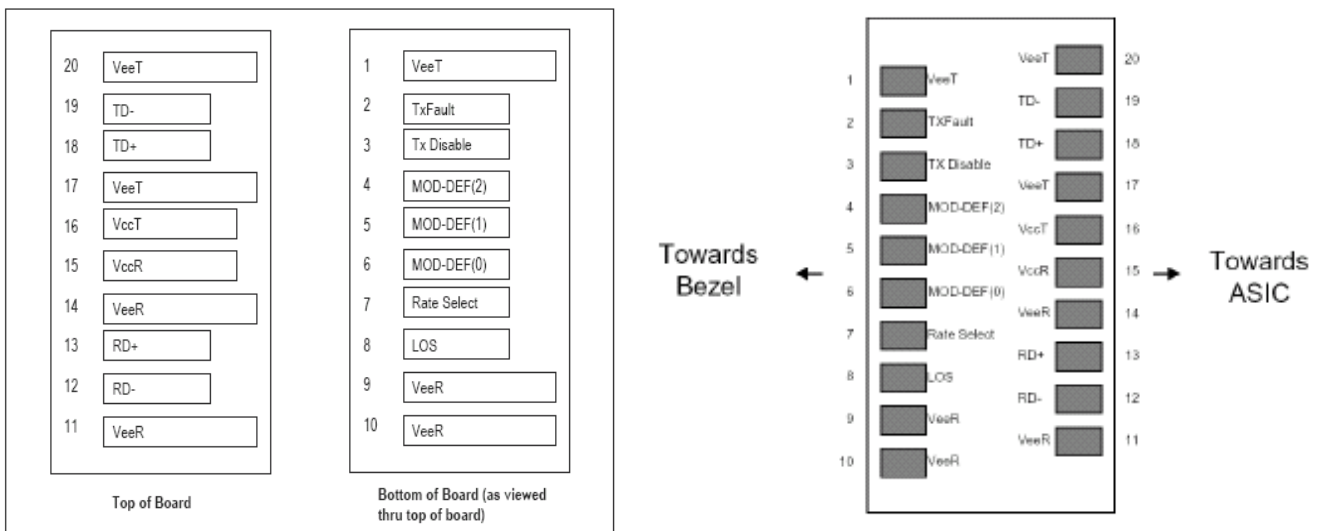 20 VeeT
19 TD-
18 TD+
17 VeeT
16 VccT
15 VccR
14 VeeR
13 RD+
12 RD-
11 VeeR
Top of Board
1 VeeT
2 TxFault
3 Tx Disable
4 MOD-DEF(2)
5 MOD-DEF(1)
6 MOD-DEF(0)
7 Rate Select
8 LOS
9 VeeR
10 VeeR
Bottom of Board (as viewed
thru top of board)
Towards
Bezel
1 VeeT
2 TXFault
3 TX Disable
4 MOD-DEF(2)
5 MOD-DEF(1)
6 MOD-DEF(0)
7 Rate Select
8 LOS
9 VeeR
10 VeeR
VeeT 20
TD- 19
TD+ 18
VeeT 17
VccT 16
VccR 15
VeeR 14
RD+ 13
RD- 12
VeeR 11
Towards
ASIC